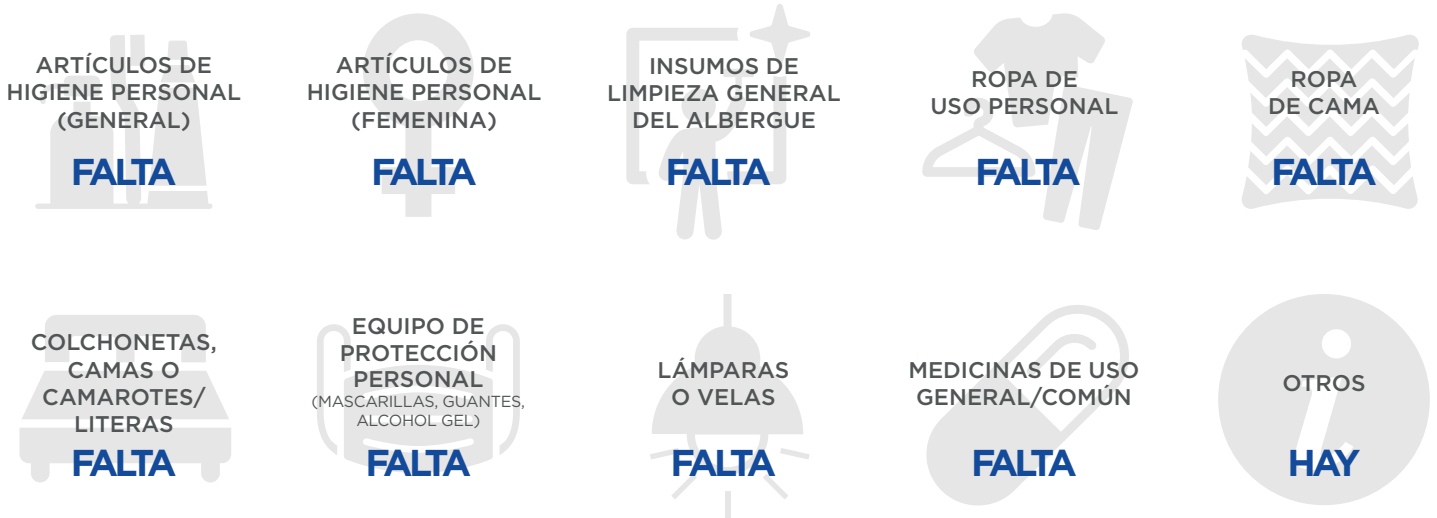 ARTÍCULOS DE
HIGIENE PERSONAL
(GENERAL)
FALTA
ARTÍCULOS DE
HIGIENE PERSONAL
(FEMENINA)
FALTA
INSUMOS DE
LIMPIEZA GENERAL
DEL ALBERGUE
FALTA
ROPA DE
USO PERSONAL
FALTA
ROPA
DE CAMA
FALTA
COLCHONETAS,
CAMAS O
CAMAROTES/
LITERAS
FALTA
EQUIPO DE
PROTECCIÓN
PERSONAL
(MASCARILLAS, GUANTES,
ALCOHOL GEL)
FALTA
LÁMPARAS
O VELAS
FALTA
MEDICINAS DE USO
GENERAL/COMÚN
FALTA
OTROS
HAY